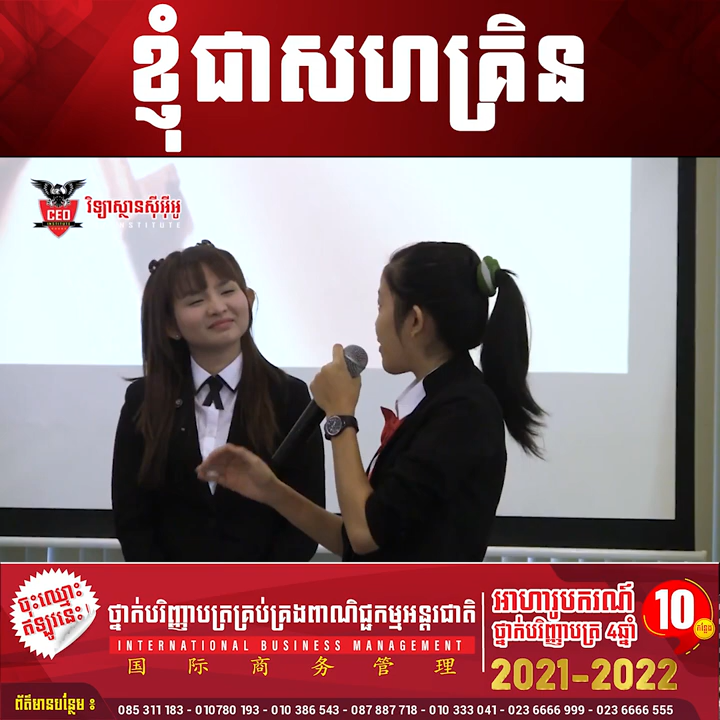 ខ្ញុំជាសហគ្រិន
CEO
INSTITUTE
វិទ្យាស្ថានស៊ីអ៊ីអូ
INSTITUTE
ចុះឈ្មោះ
ឥឡូវនេះ!
ថ្នាក់បរិញ្ញាបត្រគ្រប់គ្រងពាណិជ្ជកម្មអន្តរជាតិ
INTERNATIONAL BUSINESS MANAGEMENT
国际商务管理
អាហារូបករណ៍
ថ្នាក់បរិញ្ញាបត្រ 4ឆ្នាំ
2021-2022
10
កន្លែង
ព័ត៌មានបន្ថែម ៖
085 311 183 - 010780 193 - 010 386 543 - 087 887 718 - 010 333 041 - 023 6666 999 - 023 6666 555